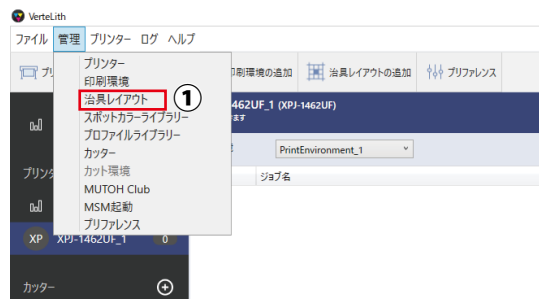 VerteLith
ファイル 管理 プリンター ログ ヘルプ
印刷環境の追加 治具レイアウトの追加 プリファレンス
プリンター
印刷環境
治具レイアウト ①
スポットカラーライブラリー
プロファイルライブラリー
カッター
カット環境
MUTOH Club
MSM起動
プリファレンス
462UF_1 (XPJ-1462UF)
PrintEnvironment_1
ジョブ名
XP XPJ-1462UF_1 0
カッター